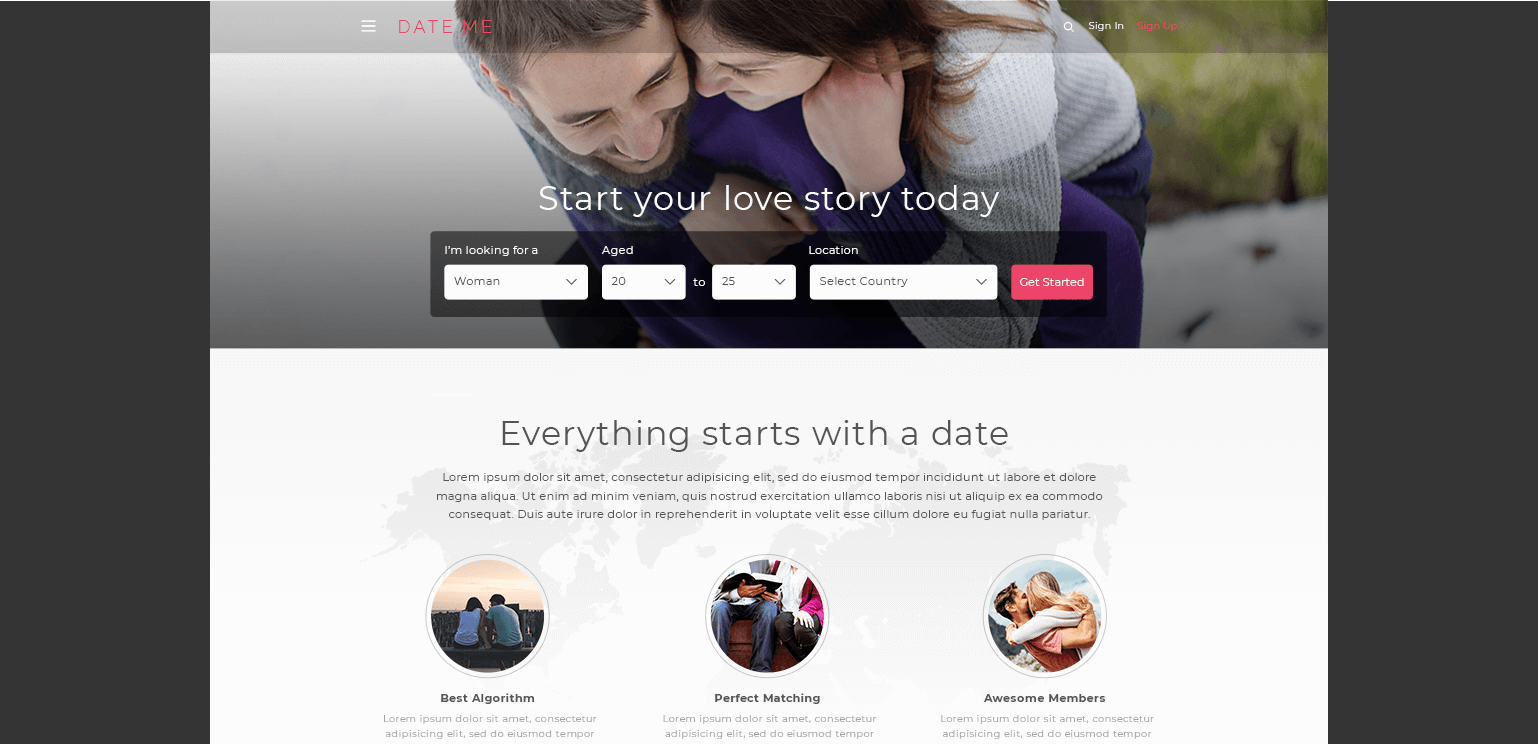 DATE ME
Sign In
Sign Up
Start your love story today
I'm looking for a
Aged
Location
Woman
20
to
25
Select Country
Get Started
Everything starts with a date
Lorem ipsum dolor sit amet, consectetur adipisicing elit, sed do eiusmod tempor incididunt ut labore et dolore
magna aliqua. Ut enim ad minim veniam, quis nostrud exercitation ullamco laboris nisi ut aliquip ex ea commodo
consequat. Duis aute irure dolor in reprehenderit in voluptate velit esse cillum dolore eu fugiat nulla pariatur.
Best Algorithm
Lorem ipsum dolor sit amet, consectetur
adipisicing elit, sed do eiusmod tempor
Perfect Matching
Lorem ipsum dolor sit amet, consectetur
adipisicing elit, sed do eiusmod tempor
Awesome Members
Lorem ipsum dolor sit amet, consectetur
adipisicing elit, sed do eiusmod tempor